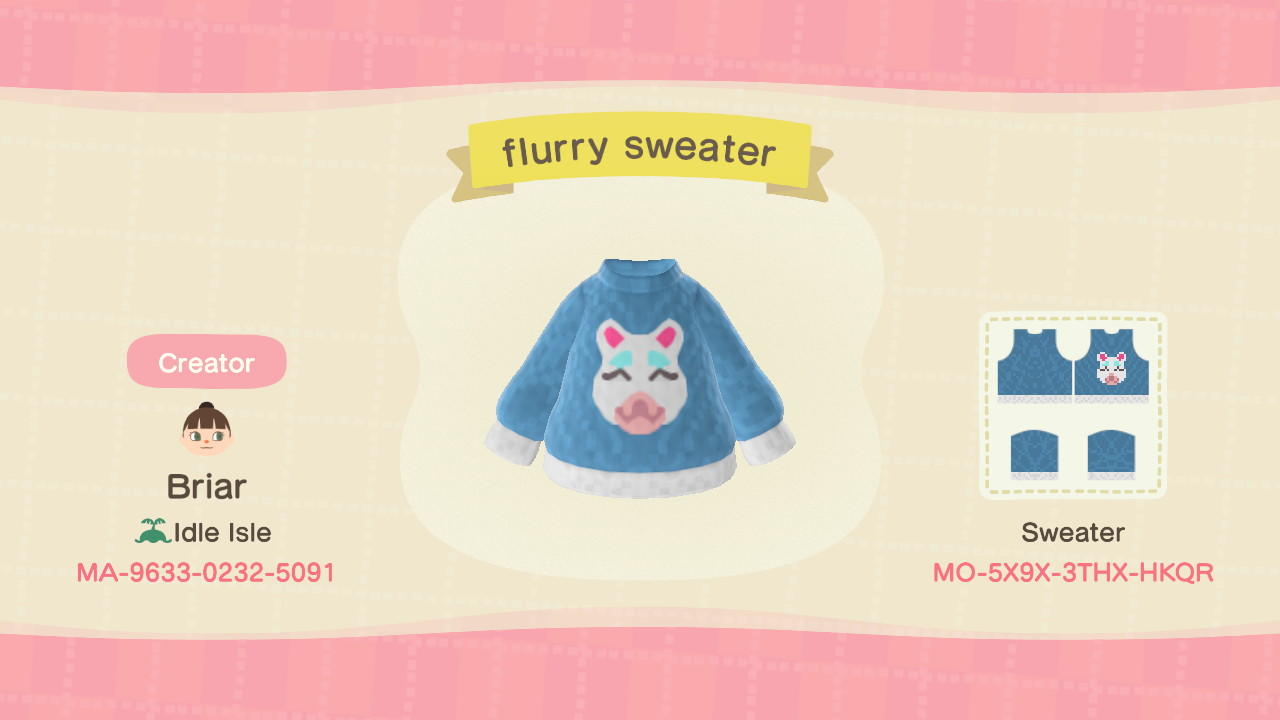 flurry sweater
Creator
Briar
Idle Isle
MA-9633-0232-5091
Sweater
MO-5X9X-3THX-HKQR